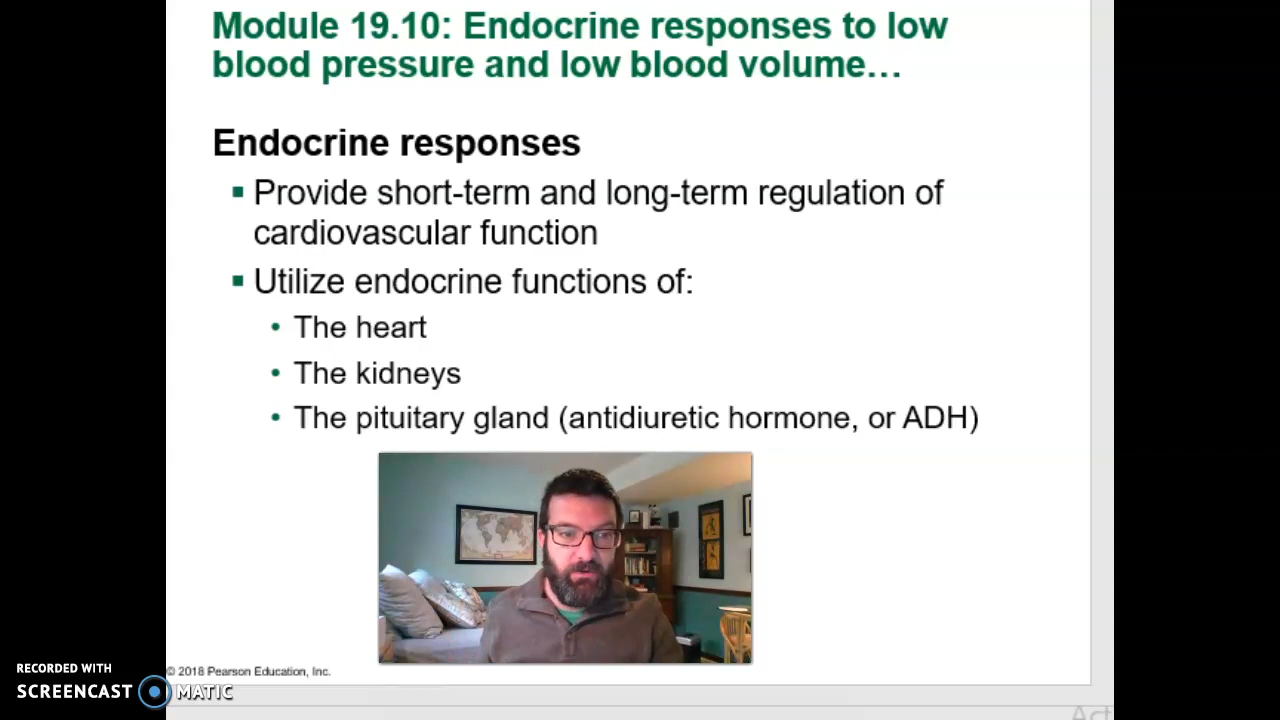 Module 19.10: Endocrine responses to low
blood pressure and low blood volume…
Endocrine responses
▪ Provide short-term and long-term regulation of
cardiovascular function
▪ Utilize endocrine functions of:
• The heart
• The kidneys
• The pituitary gland (antidiuretic hormone, or ADH)
© 2018 Pearson Education, Inc.
RECORDED WITH
SCREENCAST MATIC